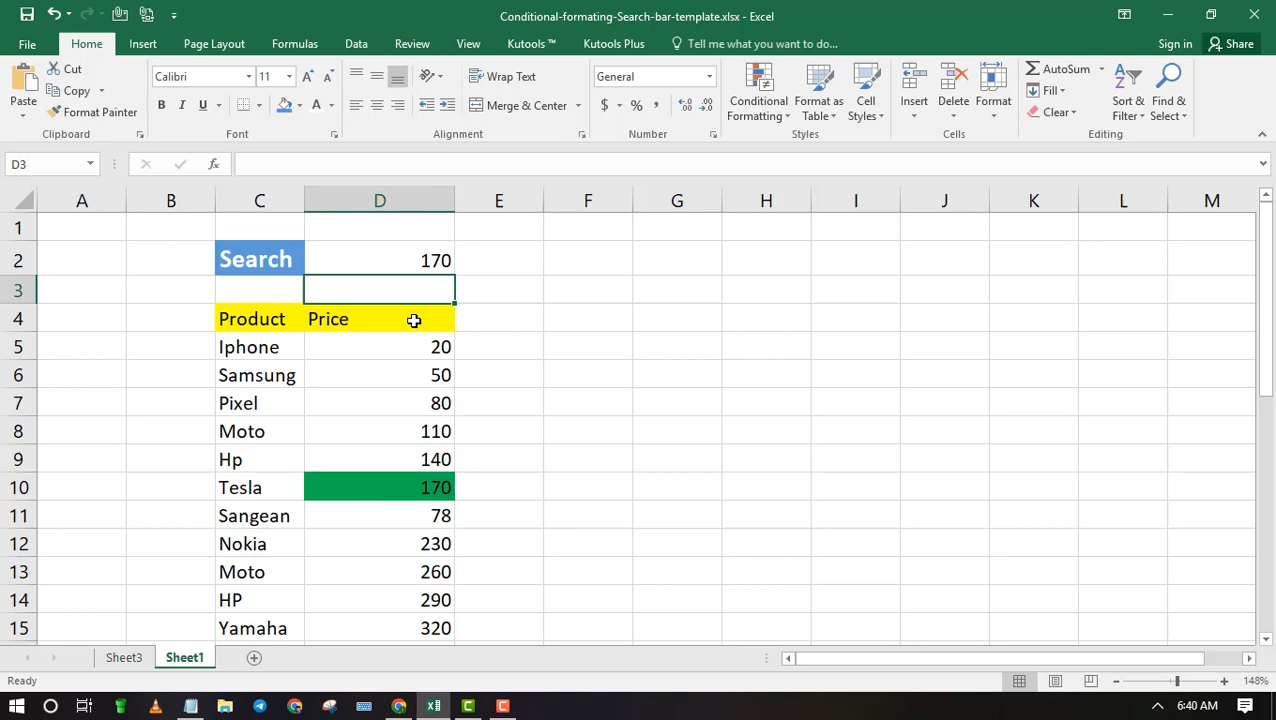 Conditional-formating-Search-bar-template.xlsx - Excel
File Home Insert Page Layout Formulas Data Review View Kutools ™ Kutools Plus Tell me what you want to do... Sign in Share
Paste
Cut
Copy
Format Painter
Clipboard
Calibri 11
B I U A
Font
Wrap Text
Merge & Center
Alignment
General
$ % ,
Number
Conditional Formatting
Format as Table
Cell Styles
Styles
Insert Delete Format
Cells
AutoSum
Fill
Clear
Sort & Filter
Find & Select
Editing
D3 fx
A B C D E F G H I J K L M
1
2 Search 170
3
4 Product Price
5 Iphone 20
6 Samsung 50
7 Pixel 80
8 Moto 110
9 Hp 140
10 Tesla 170
11 Sangean 78
12 Nokia 230
13 Moto 260
14 HP 290
15 Yamaha 320
Sheet3 Sheet1
Ready 148%
6:40 AM